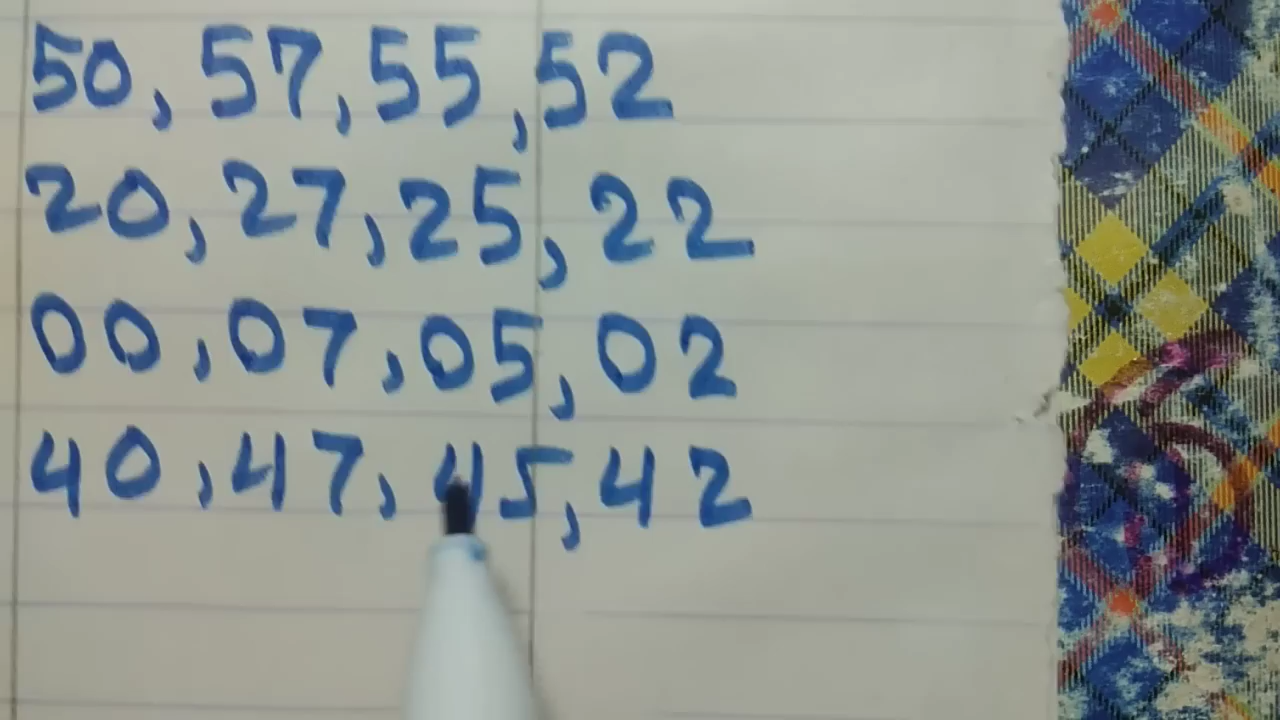 50, 57, 55, 52
20, 27, 25, 22
00, 07, 05, 02
40, 47, 45, 42